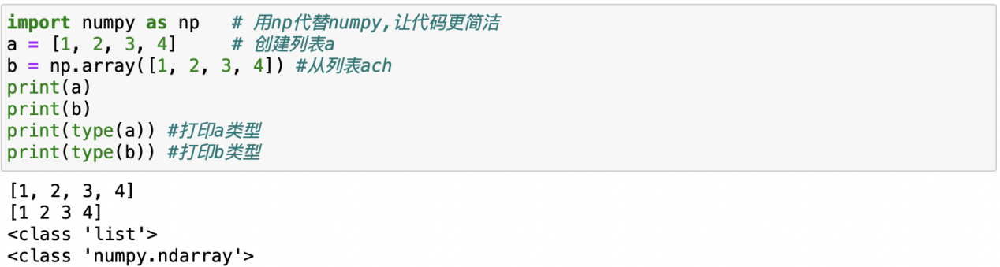 import numpy as np   # 用np代替numpy,让代码更简洁
a = [1, 2, 3, 4]     # 创建列表a
b = np.array([1, 2, 3, 4]) #从列表ach
print(a)
print(b)
print(type(a)) #打印a类型
print(type(b)) #打印b类型
[1, 2, 3, 4]
[1 2 3 4]
<class 'list'>
<class 'numpy.ndarray'>